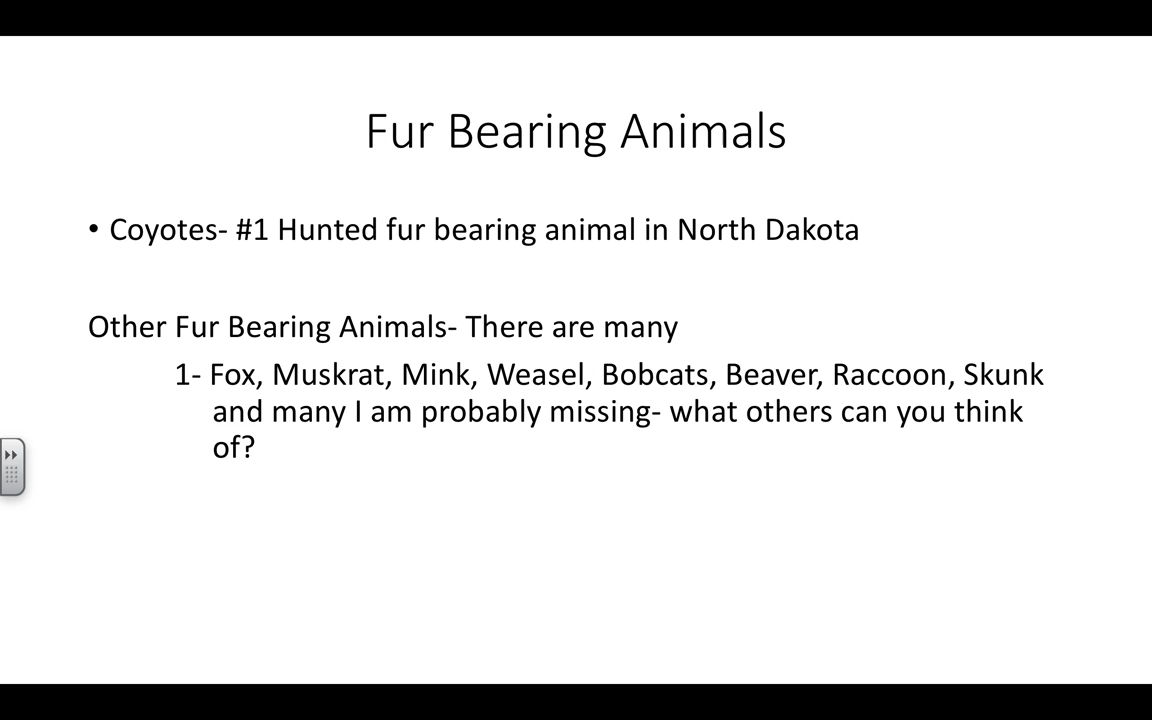 Fur Bearing Animals
• Coyotes- #1 Hunted fur bearing animal in North Dakota
Other Fur Bearing Animals- There are many
1- Fox, Muskrat, Mink, Weasel, Bobcats, Beaver, Raccoon, Skunk
and many I am probably missing- what others can you think
of?